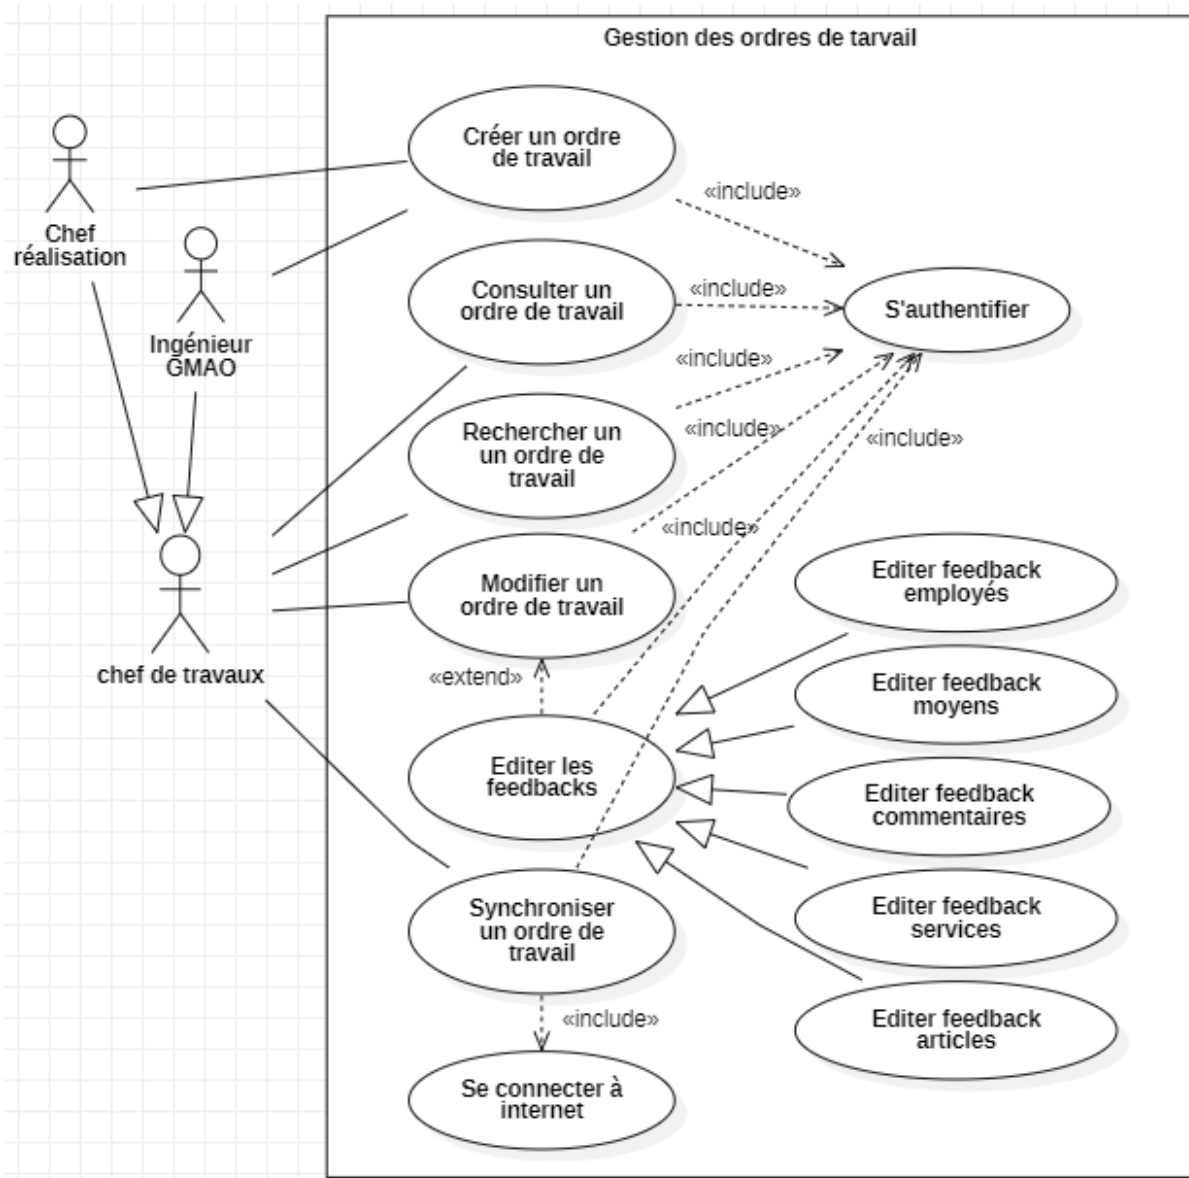 Gestion des ordres de tarvail
Créer un ordre
de travail
«include»
Chef
réalisation
Ingénieur
GMAO
Consulter un
ordre de travail
«include»
S'authentifier
«include»
Rechercher un
un ordre de
travail
«include»
«include»
«include»
Modifier un
ordre de travail
Editer feedback
employés
chef de travaux
«extend»
Editer feedback
moyens
Editer les
feedbacks
Editer feedback
commentaires
Synchroniser
un ordre de
travail
Editer feedback
services
«include»
Editer feedback
articles
Se connecter à
internet